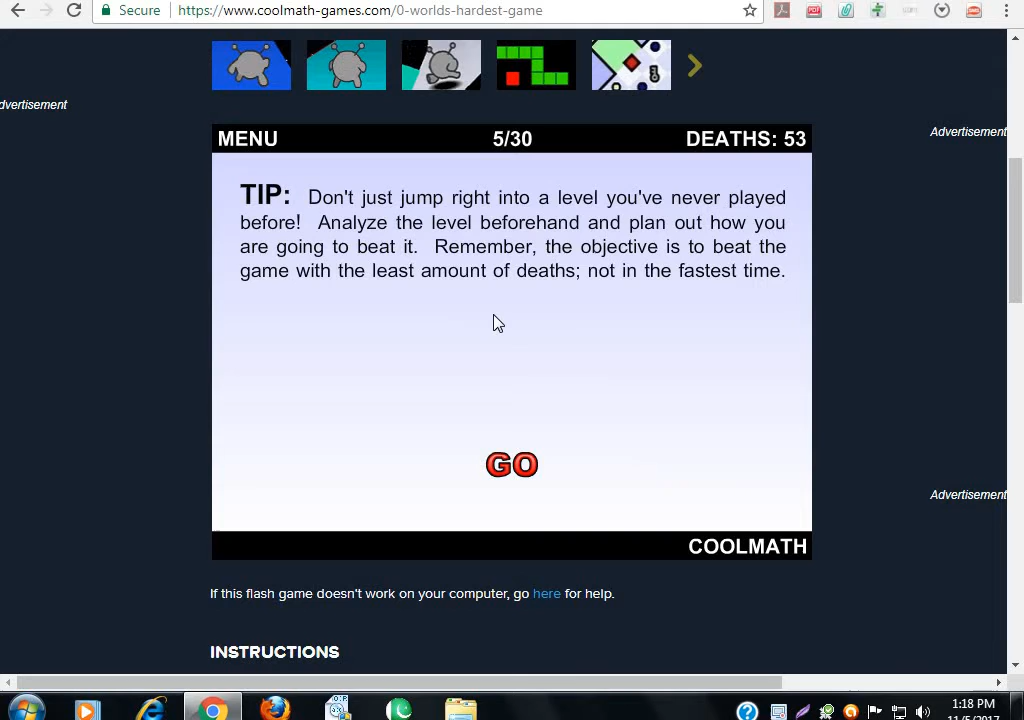 Secure https://www.coolmath-games.com/0-worlds-hardest-game
dvertisement
Advertisement
MENU 5/30 DEATHS: 53
TIP: Don't just jump right into a level you've never played
before! Analyze the level beforehand and plan out how you
are going to beat it. Remember, the objective is to beat the
game with the least amount of deaths; not in the fastest time.
GO
Advertisement
COOLMATH
If this flash game doesn't work on your computer, go here for help.
INSTRUCTIONS
1:18 PM
11/5/2017